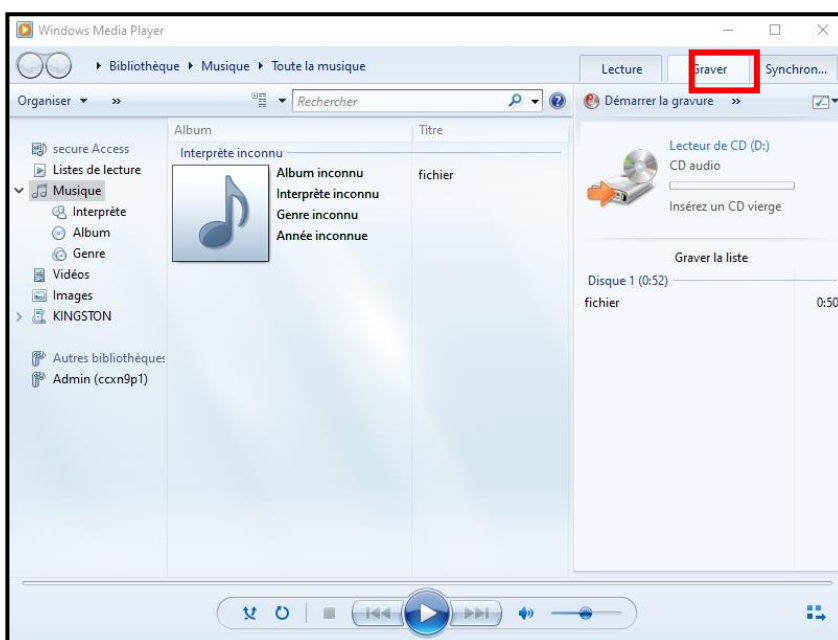 Windows Media Player
Bibliothèque Musique Toute la musique
Lecture Graver Synchron...
Organiser » Rechercher Démarrer la gravure »
Album Titre
secure Access
Listes de lecture
Musique
Interprète
Album
Genre
Vidéos
Images
KINGSTON
Autres bibliothèques
Admin (ccxn9p1)
Interprète inconnu
Album inconnu fichier
Interprète inconnu
Genre inconnu
Année inconnue
Lecteur de CD (D:)
CD audio
Insérez un CD vierge
Graver la liste
Disque 1 (0:52)
fichier 0:50